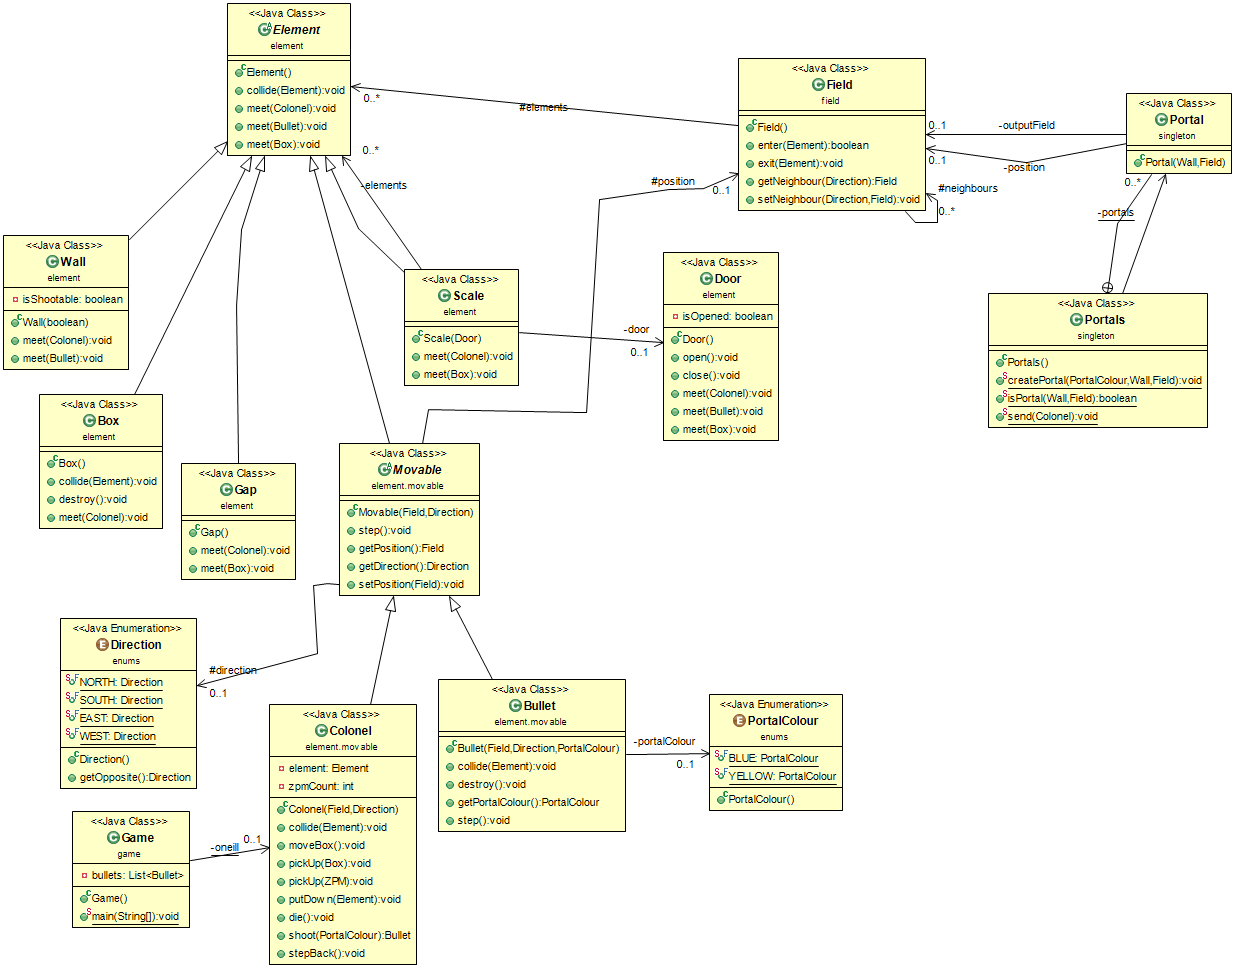 <<Java Class>>
Element
element
Element()
collide(Element):void
meet(Colonel):void
meet(Bullet):void
meet(Box):void
<<Java Class>>
Field
field
Field()
enter(Element):boolean
exit(Element):void
getNeighbour(Direction):Field
setNeighbour(Direction,Field):void
<<Java Class>>
Portal
singleton
Portal(Wall,Field)
0..*
#elements
0..*
-elements
#position
0..1
0..1
-outputField
0..1
-position
#neighbours
0..*
0..*
-portals
<<Java Class>>
Wall
element
isShootable: boolean
Wall(boolean)
meet(Colonel):void
meet(Bullet):void
<<Java Class>>
Scale
element
Scale(Door)
meet(Colonel):void
meet(Box):void
-door
0..1
<<Java Class>>
Door
element
isOpened: boolean
Door()
open():void
close():void
meet(Colonel):void
meet(Bullet):void
meet(Box):void
<<Java Class>>
Portals
singleton
Portals()
createPortal(PortalColour,Wall,Field):void
isPortal(Wall,Field):boolean
send(Colonel):void
<<Java Class>>
Box
element
Box()
collide(Element):void
destroy():void
meet(Colonel):void
<<Java Class>>
Gap
element
Gap()
meet(Colonel):void
meet(Box):void
<<Java Class>>
Movable
element.movable
Movable(Field,Direction)
step():void
getPosition():Field
getDirection():Direction
setPosition(Field):void
<<Java Enumeration>>
Direction
enums
NORTH: Direction
SOUTH: Direction
EAST: Direction
WEST: Direction
Direction()
getOpposite():Direction
#direction
0..1
<<Java Class>>
Colonel
element.movable
element: Element
zpmCount: int
Colonel(Field,Direction)
collide(Element):void
moveBox():void
pickUp(Box):void
pickUp(ZPM):void
putDown(Element):void
die():void
shoot(PortalColour):Bullet
stepBack():void
<<Java Class>>
Bullet
element.movable
Bullet(Field,Direction,PortalColour)
collide(Element):void
destroy():void
getPortalColour():PortalColour
step():void
-portalColour
0..1
<<Java Enumeration>>
PortalColour
enums
BLUE: PortalColour
YELLOW: PortalColour
PortalColour()
<<Java Class>>
Game
game
bullets: List<Bullet>
Game()
main(String[]):void
-oneill
0..1